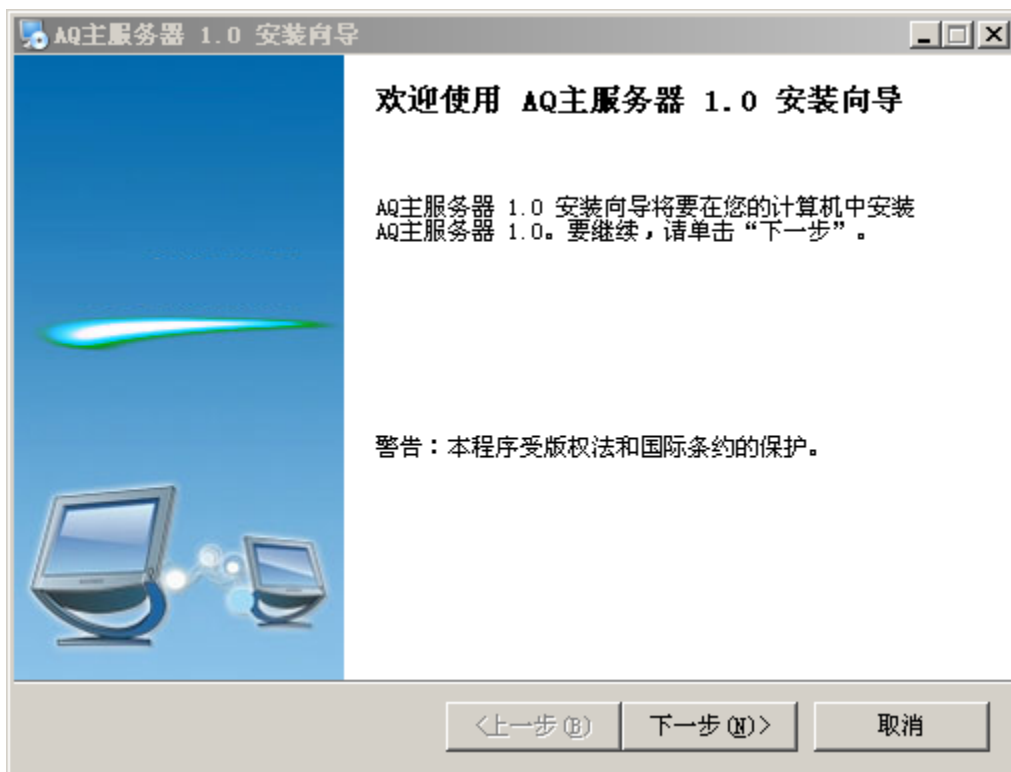 AQ主服务器 1.0 安装向导
欢迎使用 AQ主服务器 1.0 安装向导
AQ主服务器 1.0 安装向导将要在您的计算机中安装
AQ主服务器 1.0。要继续，请单击“下一步”。
警告：本程序受版权法和国际条约的保护。
<上一步(B) 下一步(N)> 取消